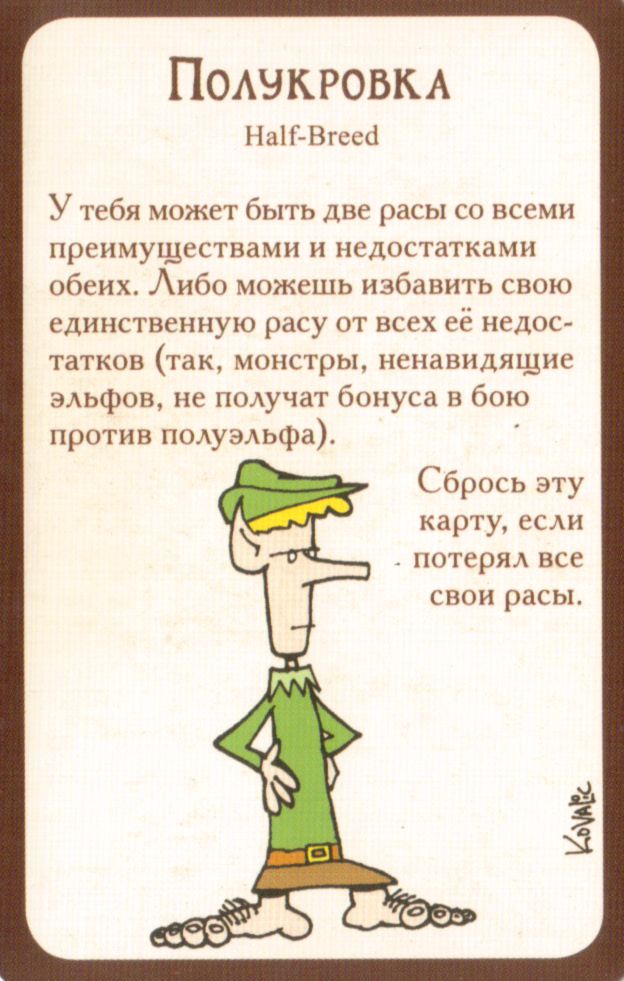 Полукровка
Half-Breed
У тебя может быть две расы со всеми
преимуществами и недостатками
обеих. Либо можешь избавить свою
единственную расу от всех её недос-
татков (так, монстры, ненавидящие
эльфов, не получат бонуса в бою
против полуэльфа).
Сбрось эту
карту, если
потерял все
свои расы.
Kovalic